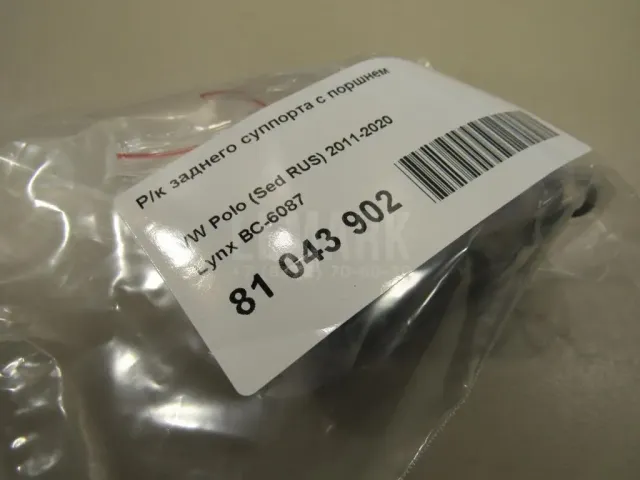 Р/к заднего суппорта с поршнем
VW Polo (Sed RUS) 2011-2020
Lynx BC-6087
81 043 902